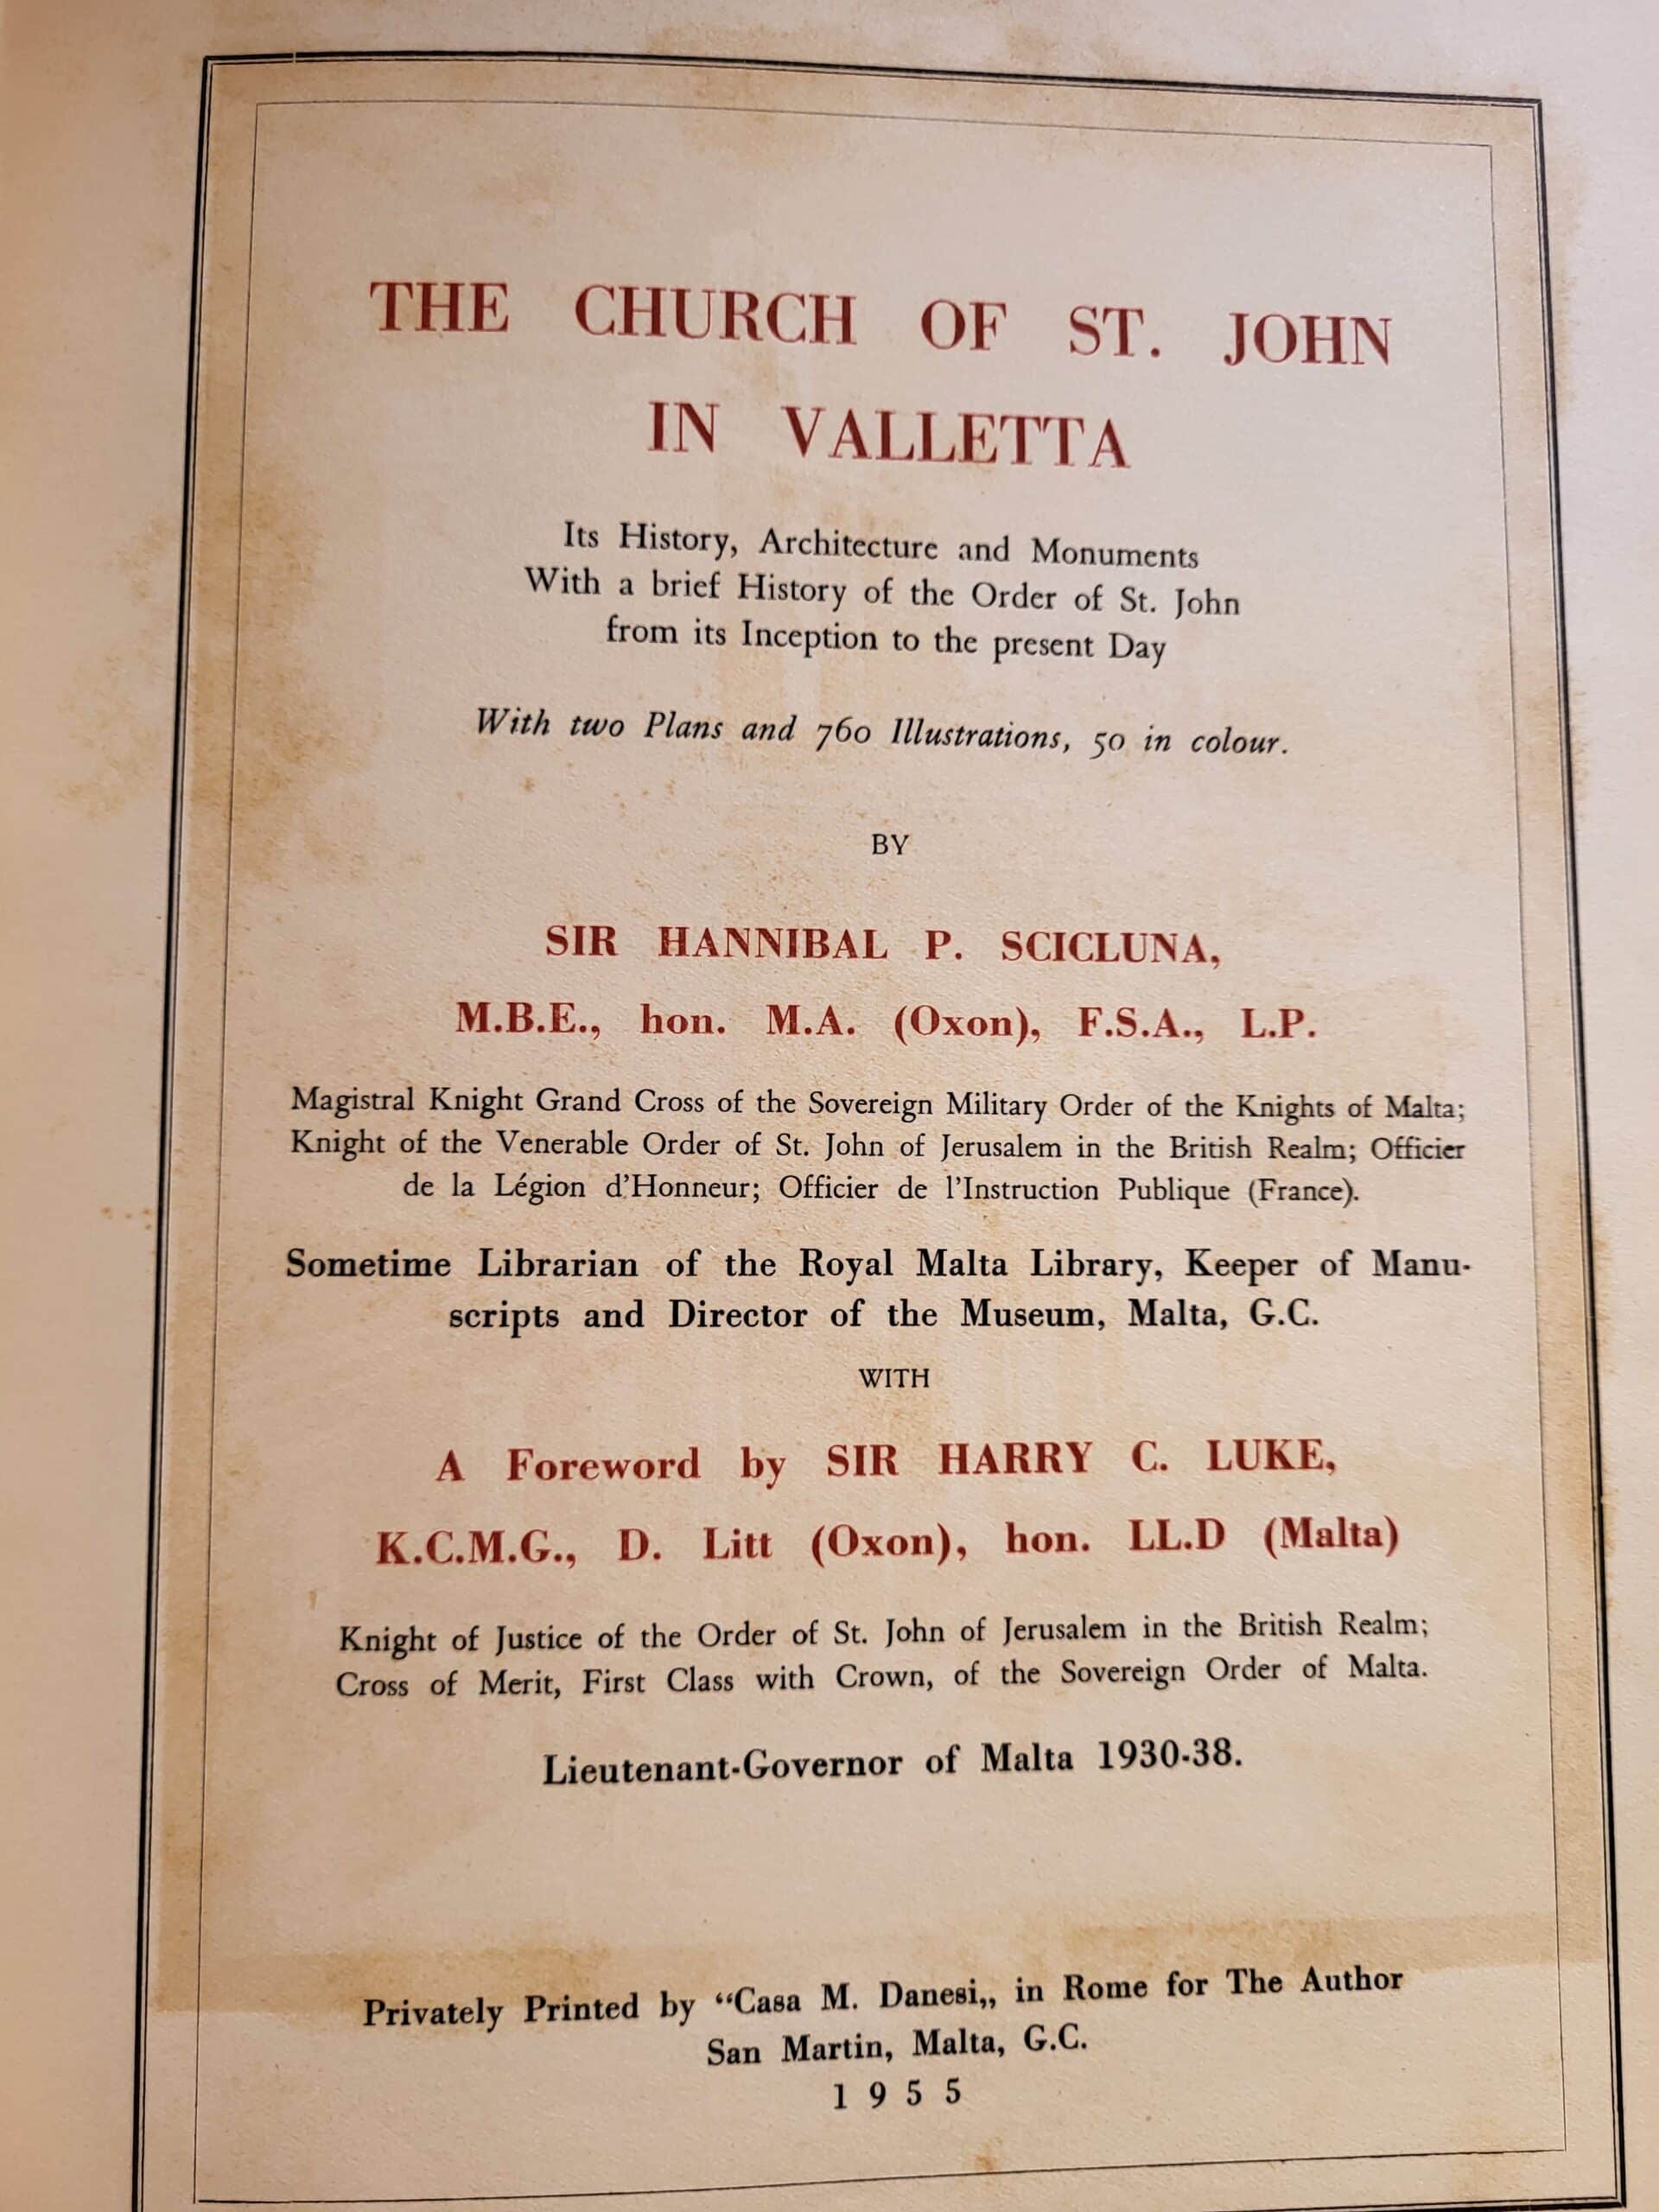 THE CHURCH OF ST. JOHN
IN VALLETTA
Its History, Architecture and Monuments
With a brief History of the Order of St. John
from its Inception to the present Day
With two Plans and 760 Illustrations, 50 in colour.
BY
SIR HANNIBAL P. SCICLUNA,
M.B.E., hon. M.A. (Oxon), F.S.A., L.P.
Magistral Knight Grand Cross of the Sovereign Military Order of the Knights of Malta;
Knight of the Venerable Order of St. John of Jerusalem in the British Realm; Officier
de la Légion d'Honneur; Officier de l'Instruction Publique (France).
Sometime Librarian of the Royal Malta Library, Keeper of Manu-
scripts and Director of the Museum, Malta, G.C.
WITH
A Foreword by SIR HARRY C. LUKE,
K.C.M.G., D. Litt (Oxon), hon. LL.D (Malta)
Knight of Justice of the Order of St. John of Jerusalem in the British Realm;
Cross of Merit, First Class with Crown, of the Sovereign Order of Malta.
Lieutenant-Governor of Malta 1930-38.
Privately Printed by “Casa M. Danesi„ in Rome for The Author
San Martin, Malta, G.C.
1 9 5 5